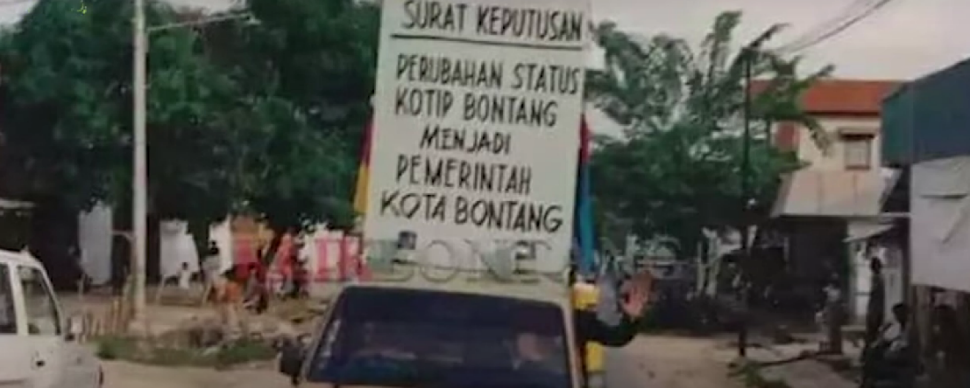 SURAT KEPUTUSAN
PERUBAHAN STATUS
KOTIP BONTANG
MENJADI
PEMERINTAH
KOTA BONTANG